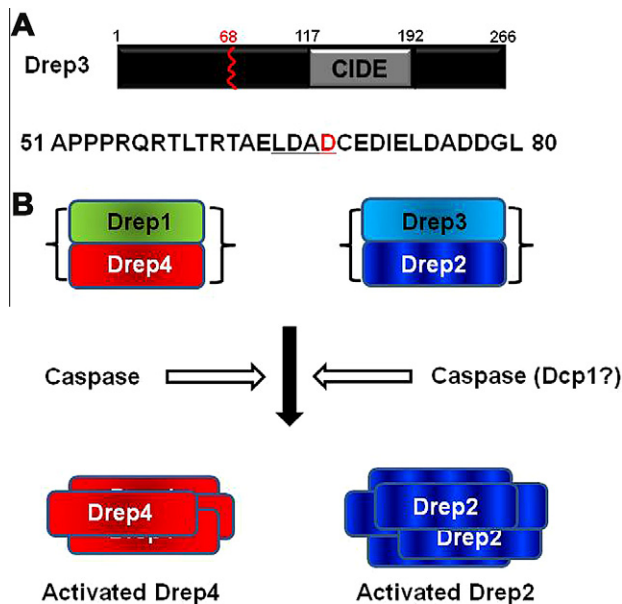 A
1 68 117 192 266
Drep3 CIDE
51 APPPRQRTLTRTAELDADCEDIELDADDGL 80
B
Drep1 Drep3
Drep4 Drep2
Caspase Caspase (Dcp1?)
Drep4 Drep2
Drep2
Activated Drep4 Activated Drep2